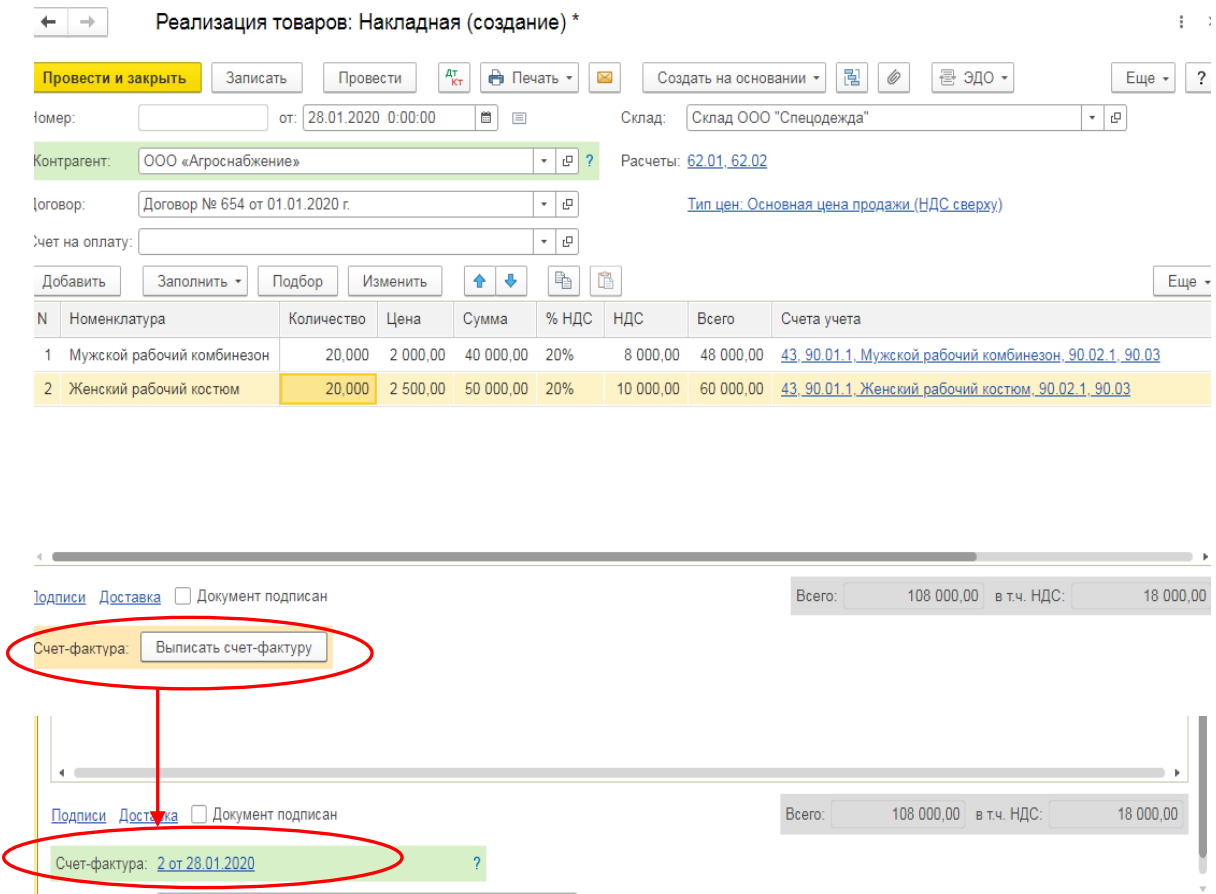 Реализация товаров: Накладная (создание) *
Провести и закрыть Записать Провести Дт Кт Печать Создать на основании ЭДО Еще ?
Номер: от: 28.01.2020 0:00:00 Склад: Склад ООО "Спецодежда"
Контрагент: ООО «Агроснабжение» ? Расчеты: 62.01, 62.02
Договор: Договор № 654 от 01.01.2020 г. Тип цен: Основная цена продажи (НДС сверху)
Счет на оплату:
Добавить Заполнить Подбор Изменить Еще
N Номенклатура Количество Цена Сумма % НДС НДС Всего Счета учета
1 Мужской рабочий комбинезон 20,000 2 000,00 40 000,00 20% 8 000,00 48 000,00 43, 90.01.1, Мужской рабочий комбинезон, 90.02.1, 90.03
2 Женский рабочий костюм 20,000 2 500,00 50 000,00 20% 10 000,00 60 000,00 43, 90.01.1, Женский рабочий костюм, 90.02.1, 90.03
Подписи Доставка Документ подписан Всего: 108 000,00 в т.ч. НДС: 18 000,00
Счет-фактура: Выписать счет-фактуру
Подписи Доставка Документ подписан Всего: 108 000,00 в т.ч. НДС: 18 000,00
Счет-фактура: 2 от 28.01.2020 ?